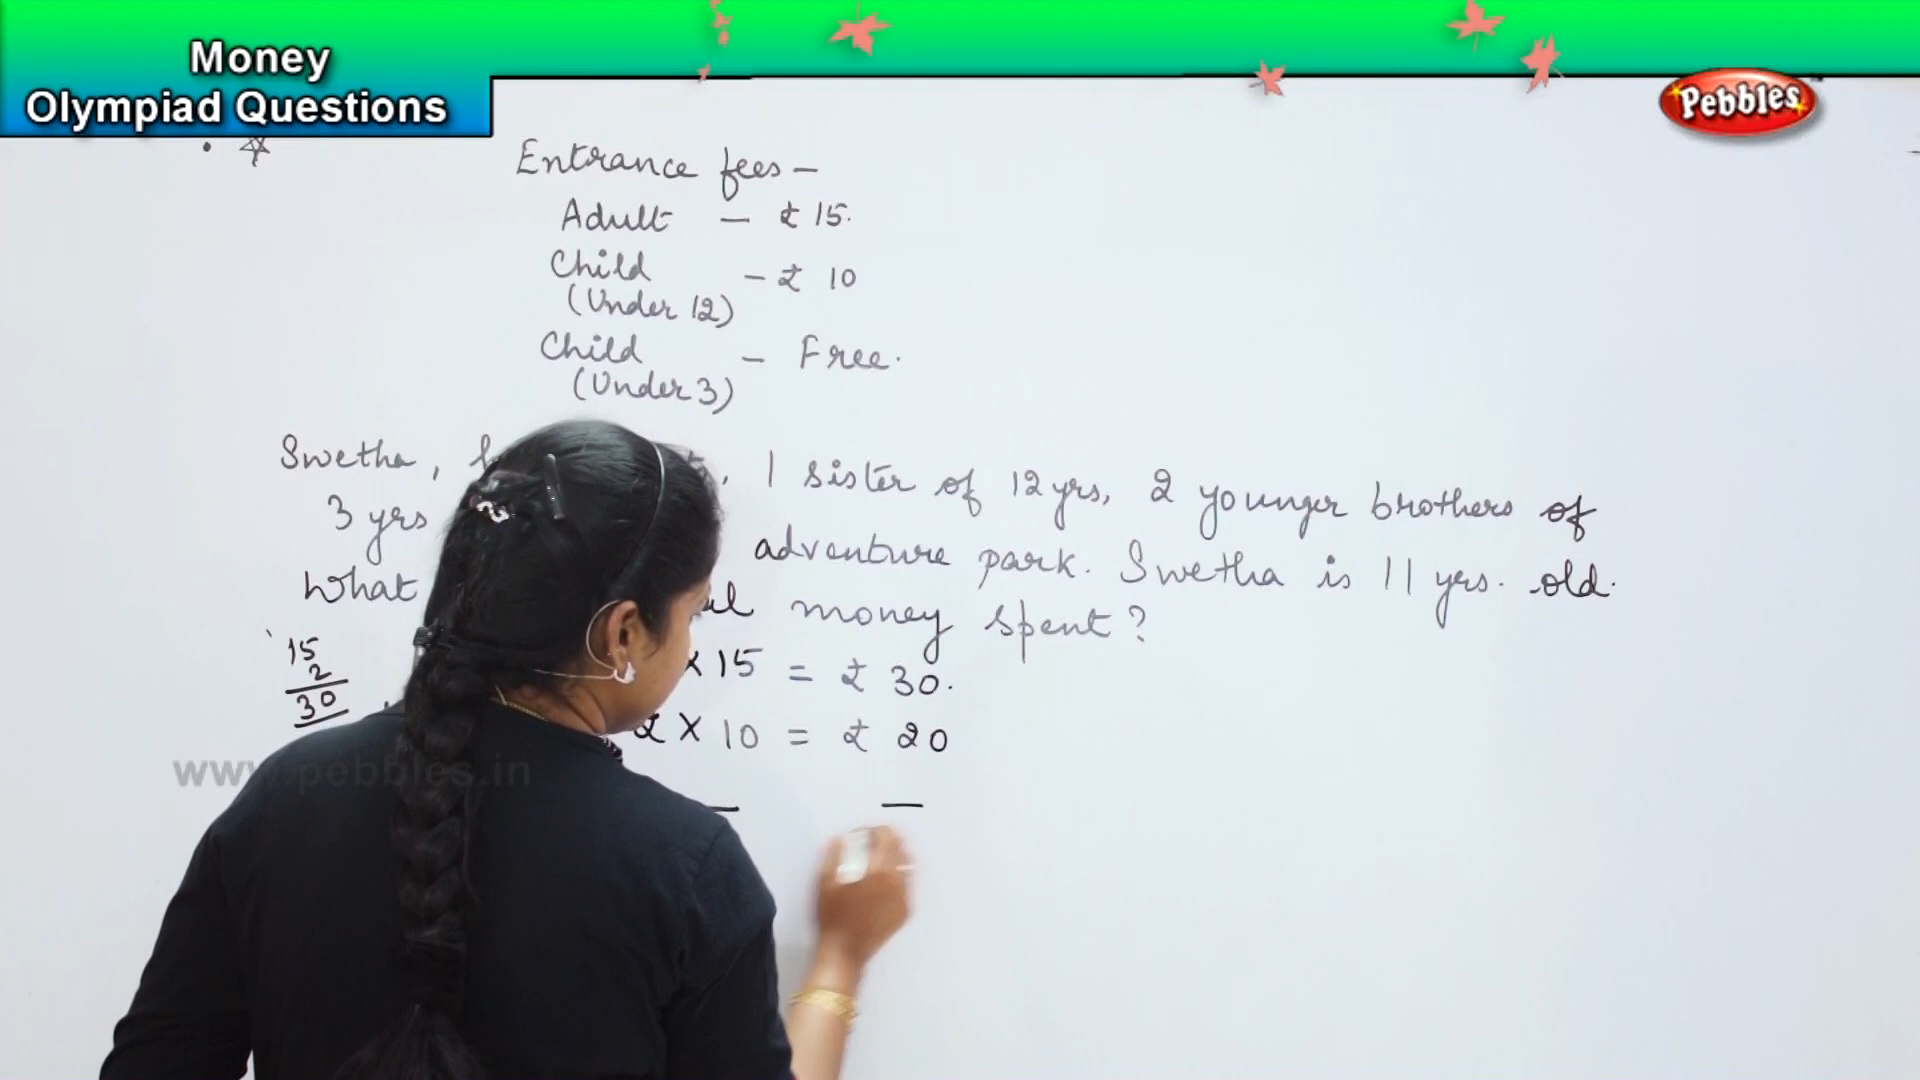 Money
Olympiad Questions
Pebbles
Entrance fees –
Adult – ₹ 15.
Child – ₹ 10
(Under 12)
Child – Free.
(Under 3)
Swetha, 1 sister of 12 yrs, 2 younger brothers of
3 yrs adventure park. Swetha is 11 yrs. old.
What money spent?
15
2
30
× 15 = ₹ 30.
2 × 10 = ₹ 20
www.pebbles.in